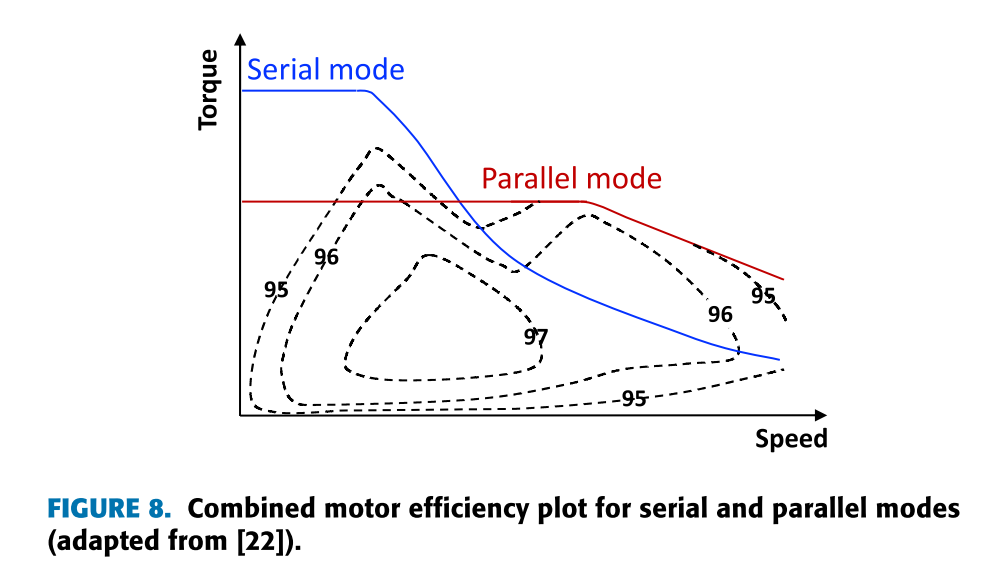 Torque
Serial mode
Parallel mode
96
95
95
96
97
95
Speed
FIGURE 8. Combined motor efficiency plot for serial and parallel modes
(adapted from [22]).